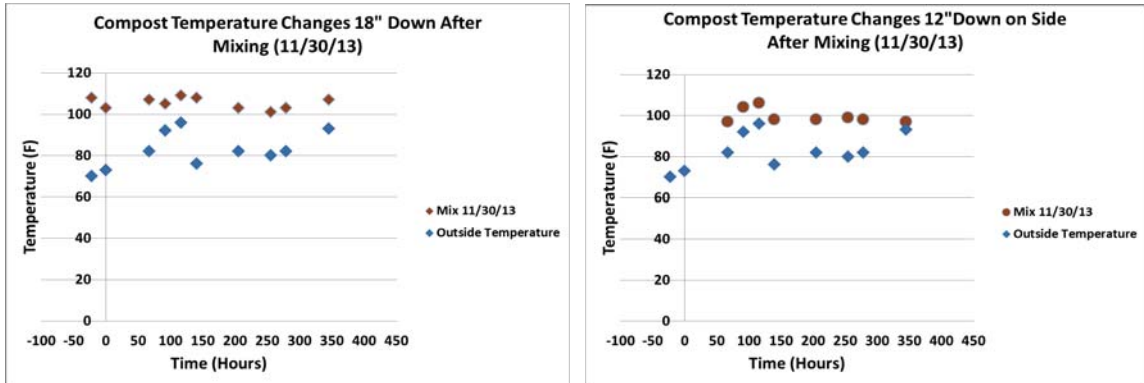 Compost Temperature Changes 18" Down After
Mixing (11/30/13)
120
100
80
60
40
20
0
-100 -50 0 50 100 150 200 250 300 350 400 450
Temperature (F)
Time (Hours)
Mix 11/30/13
Outside Temperature
Compost Temperature Changes 12"Down on Side
After Mixing (11/30/13)
120
100
80
60
40
20
0
-100 -50 0 50 100 150 200 250 300 350 400 450
Temperature (F)
Time (Hours)
Mix 11/30/13
Outside Temperature